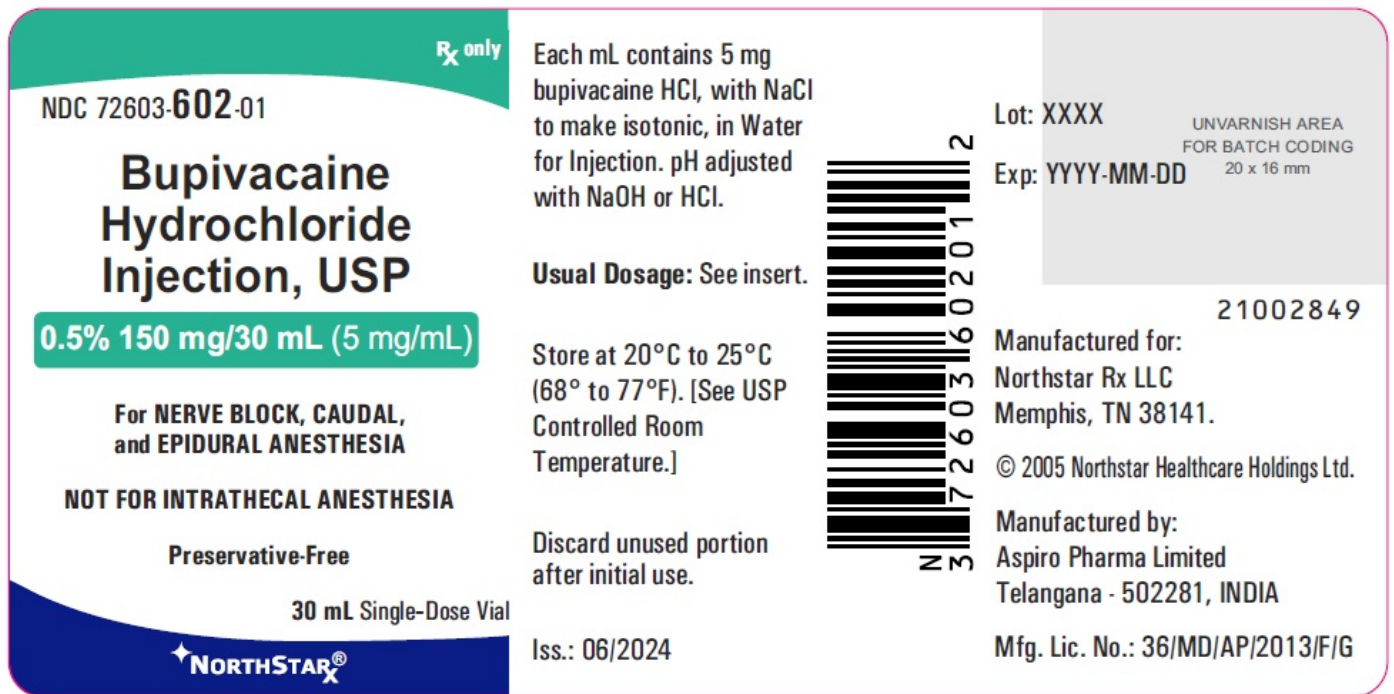 Rx only
NDC 72603-602-01
Bupivacaine
Hydrochloride
Injection, USP
0.5% 150 mg/30 mL (5 mg/mL)
For NERVE BLOCK, CAUDAL,
and EPIDURAL ANESTHESIA
NOT FOR INTRATHECAL ANESTHESIA
Preservative-Free
30 mL Single-Dose Vial
NORTHSTARx®
Each mL contains 5 mg
bupivacaine HCl, with NaCl
to make isotonic, in Water
for Injection. pH adjusted
with NaOH or HCl.
Usual Dosage: See insert.
Store at 20°C to 25°C
(68° to 77°F). [See USP
Controlled Room
Temperature.]
Discard unused portion
after initial use.
Iss.: 06/2024
N
3 72603 60201 2
Lot: XXXX
Exp: YYYY-MM-DD
UNVARNISH AREA
FOR BATCH CODING
20 x 16 mm
21002849
Manufactured for:
Northstar Rx LLC
Memphis, TN 38141.
© 2005 Northstar Healthcare Holdings Ltd.
Manufactured by:
Aspiro Pharma Limited
Telangana - 502281, INDIA
Mfg. Lic. No.: 36/MD/AP/2013/F/G